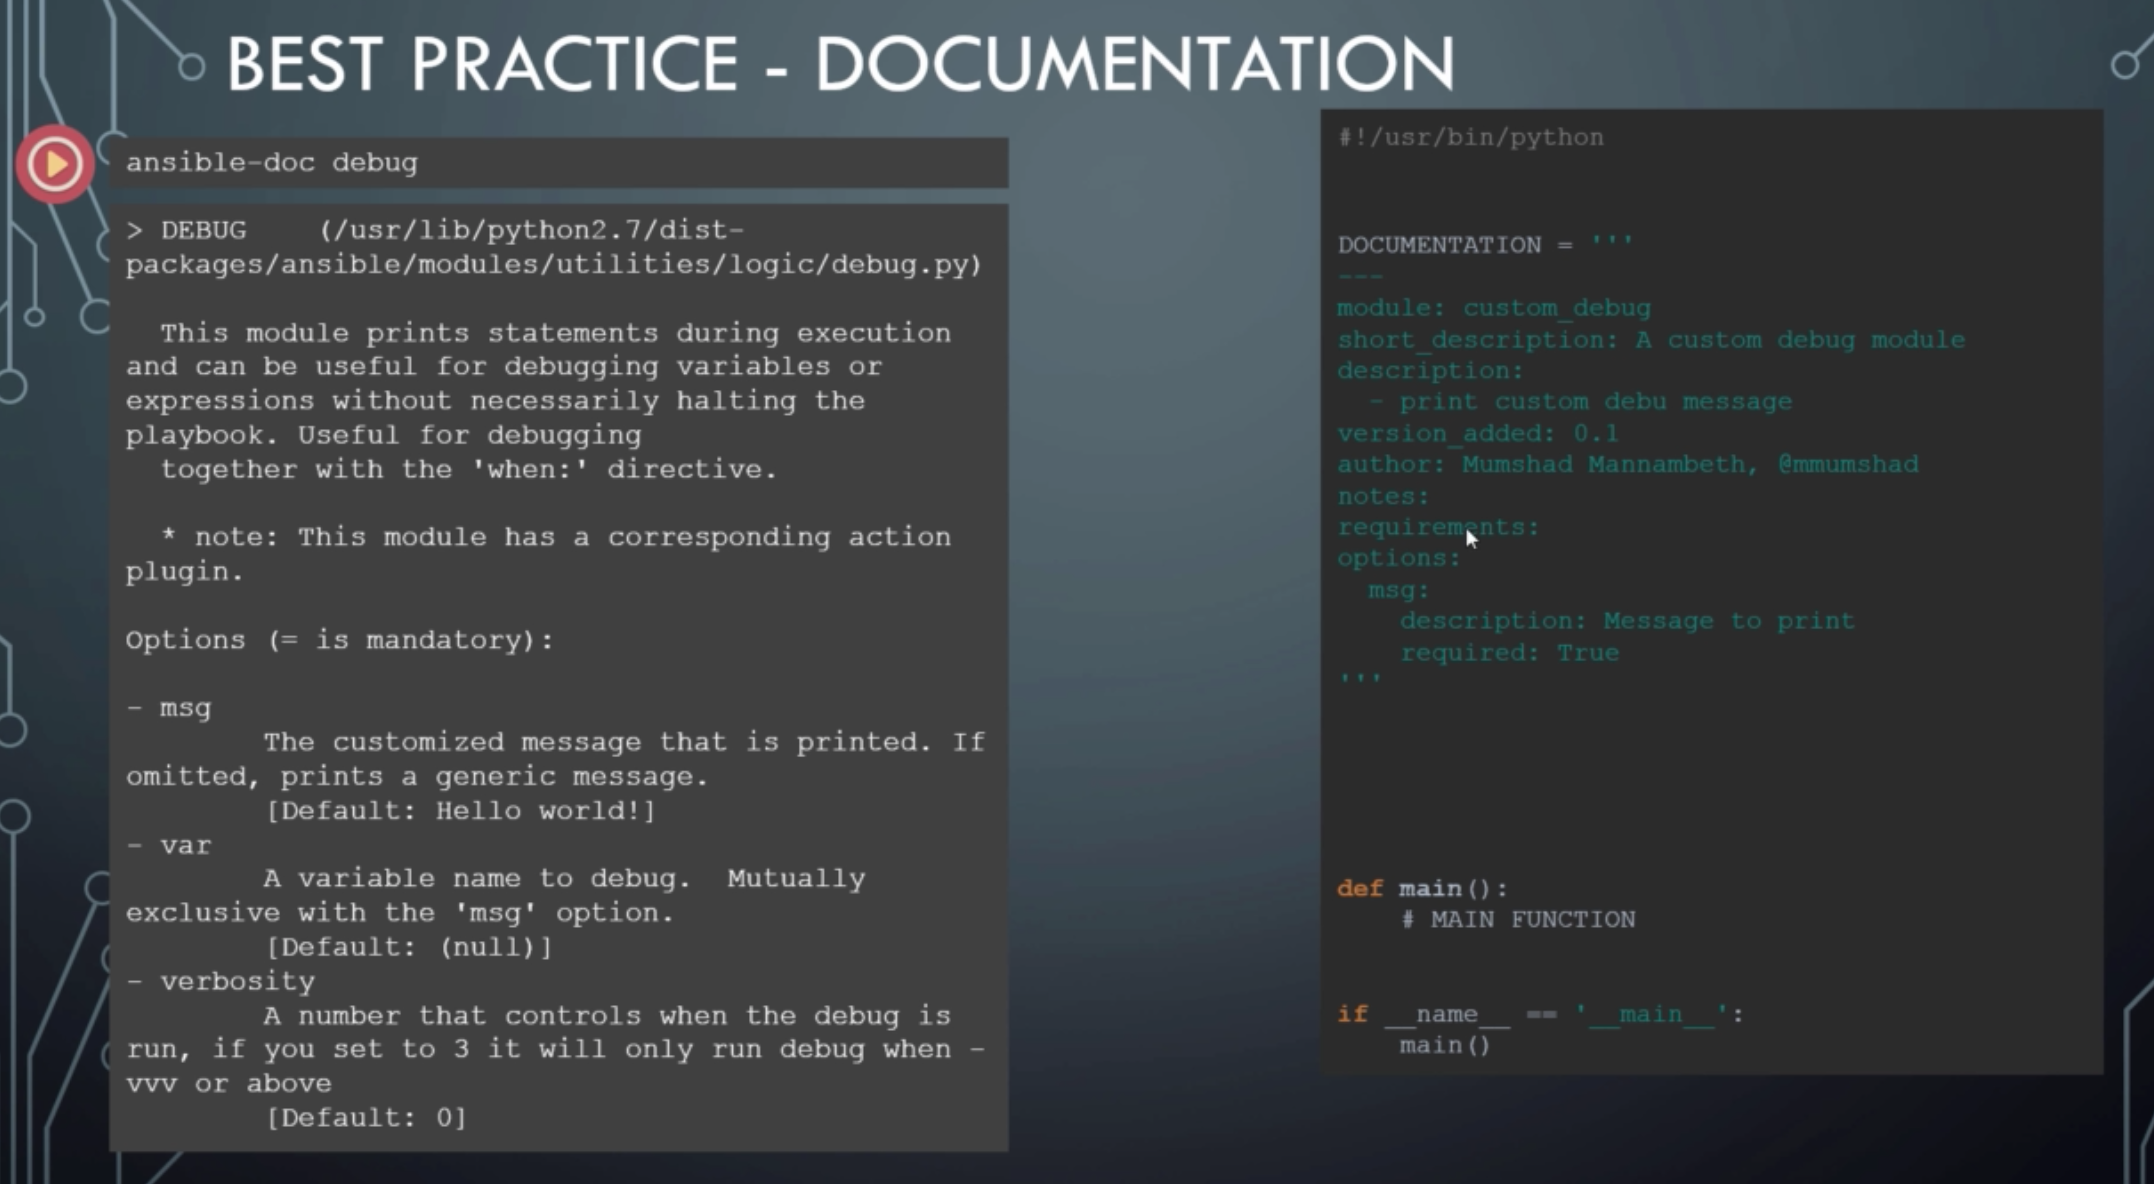 BEST PRACTICE - DOCUMENTATION
ansible-doc debug
> DEBUG    (/usr/lib/python2.7/dist-
packages/ansible/modules/utilities/logic/debug.py)
  This module prints statements during execution
and can be useful for debugging variables or
expressions without necessarily halting the
playbook. Useful for debugging
  together with the 'when:' directive.
  * note: This module has a corresponding action
plugin.
Options (= is mandatory):
- msg
        The customized message that is printed. If
omitted, prints a generic message.
        [Default: Hello world!]
- var
        A variable name to debug.  Mutually
exclusive with the 'msg' option.
        [Default: (null)]
- verbosity
        A number that controls when the debug is
run, if you set to 3 it will only run debug when -
vvv or above
        [Default: 0]
#!/usr/bin/python
DOCUMENTATION = '''
---
module: custom_debug
short_description: A custom debug module
description:
  - print custom debu message
version_added: 0.1
author: Mumshad Mannambeth, @mmumshad
notes:
requirements:
options:
  msg:
    description: Message to print
    required: True
'''
def main():
    # MAIN FUNCTION
if __name__ == '__main__':
    main()